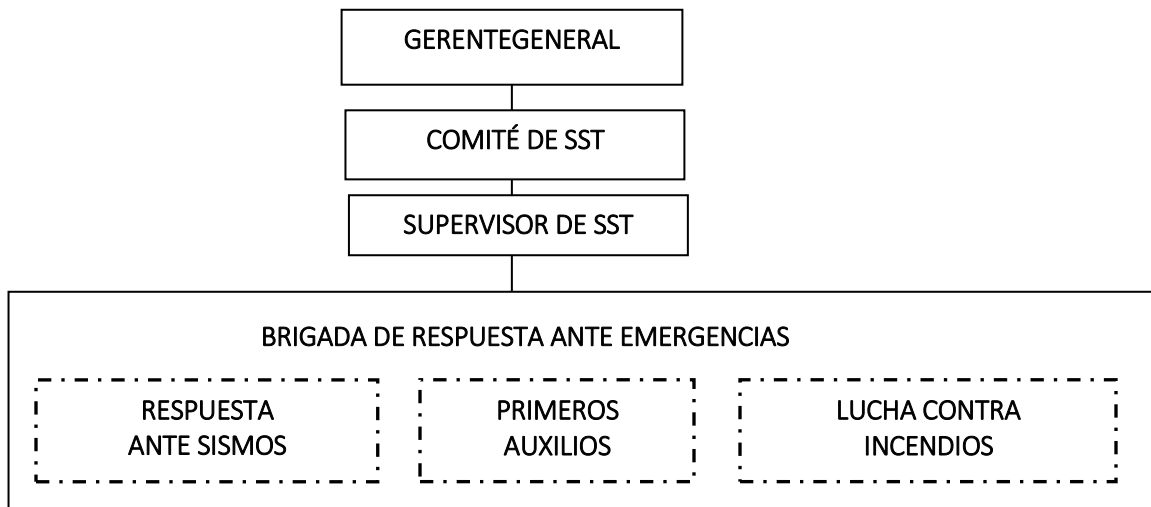 GERENTEGENERAL
COMITÉ DE SST
SUPERVISOR DE SST
BRIGADA DE RESPUESTA ANTE EMERGENCIAS
RESPUESTA
ANTE SISMOS
PRIMEROS
AUXILIOS
LUCHA CONTRA
INCENDIOS